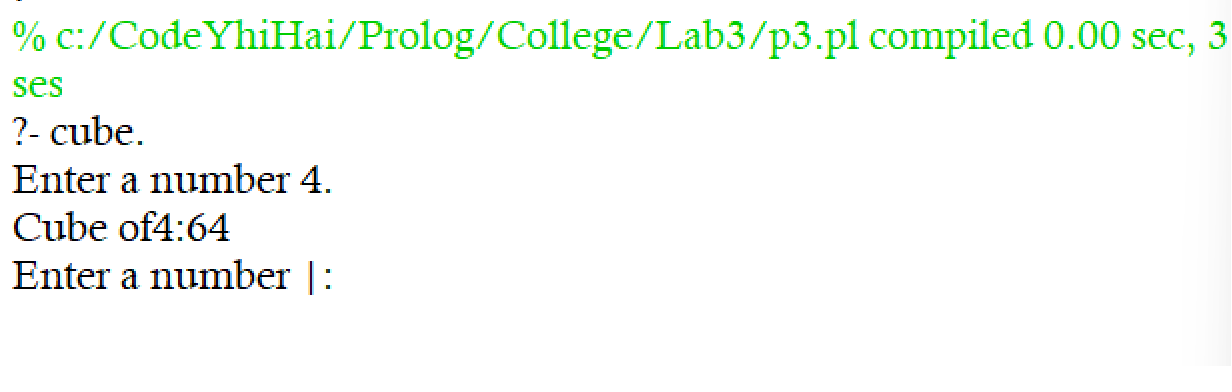 % c:/CodeYhiHai/Prolog/College/Lab3/p3.pl compiled 0.00 sec, 3
ses
?- cube.
Enter a number 4.
Cube of4:64
Enter a number |: